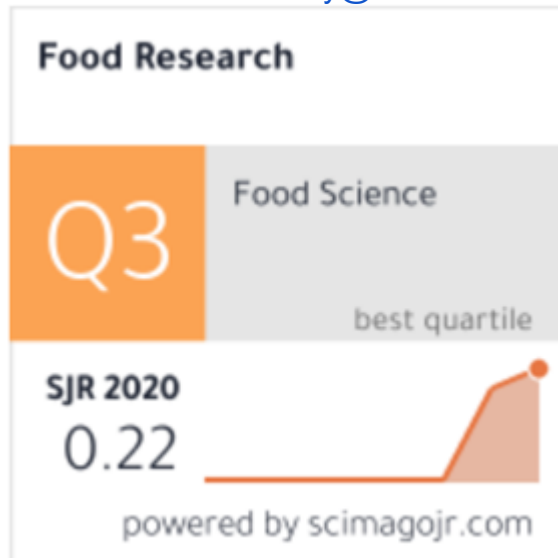 Food Research
Q3
Food Science
best quartile
SJR 2020
0.22
powered by scimagojr.com